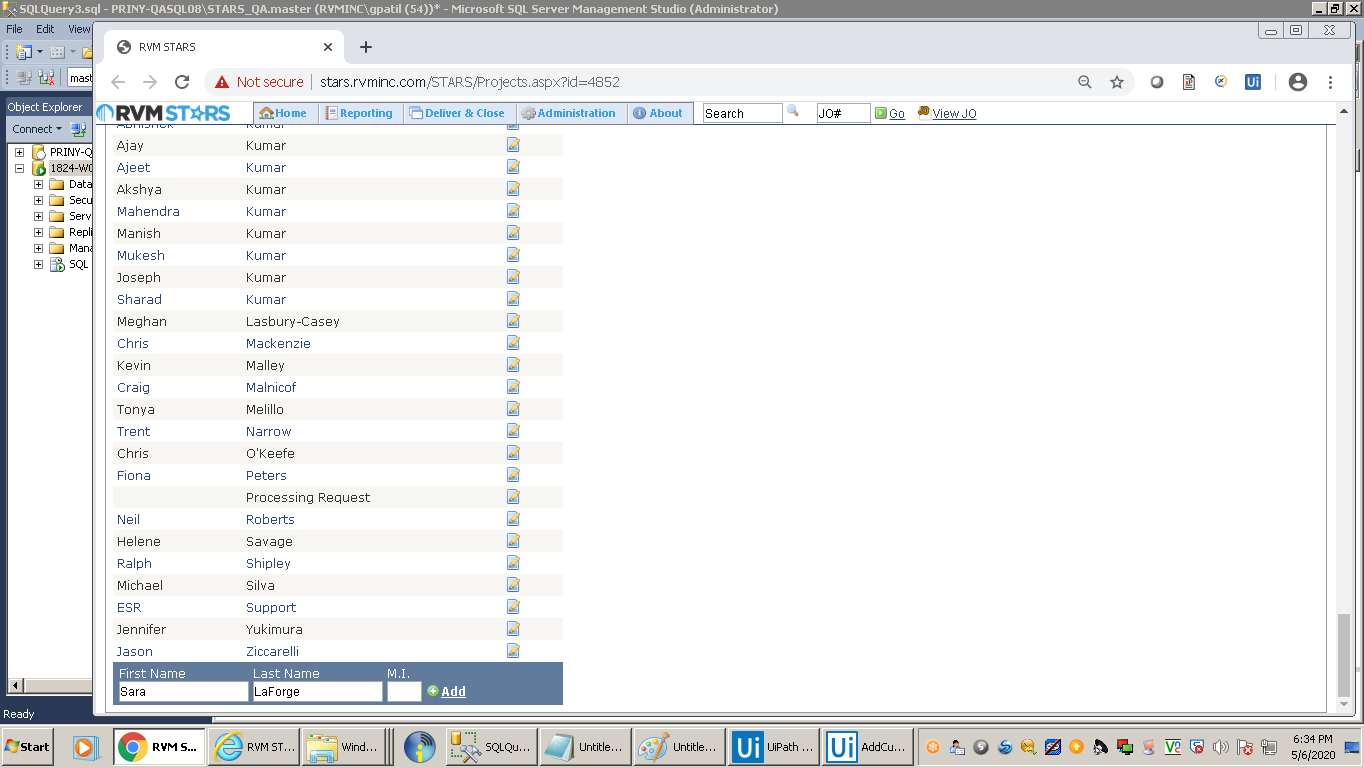 SQLQuery3.sql - PRINY-QASQL08\STARS_QA.master (RVMINC\gpatil (54))* - Microsoft SQL Server Management Studio (Administrator)
File Edit View
RVM STARS
mast
Not secure | stars.rvminc.com/STARS/Projects.aspx?id=4852
Object Explorer
RVM STARS Home Reporting Deliver & Close Administration About Search JO# Go View JO
Connect
Abhishek Kumar
Ajay Kumar
PRINY-Q
Ajeet Kumar
1824-W
Data
Akshya Kumar
Secu
Mahendra Kumar
Serv
Manish Kumar
Repli
Mana
Mukesh Kumar
SQL
Joseph Kumar
Sharad Kumar
Meghan Lasbury-Casey
Chris Mackenzie
Kevin Malley
Craig Malnicof
Tonya Melillo
Trent Narrow
Chris O'Keefe
Fiona Peters
Processing Request
Neil Roberts
Helene Savage
Ralph Shipley
Michael Silva
ESR Support
Jennifer Yukimura
Jason Ziccarelli
First Name Last Name M.I.
Sara LaForge Add
Ready
Start RVM S... RVM ST... Wind... SQLQu... Untitle... Untitle... UiPath ... AddCu... 6:34 PM
5/6/2020